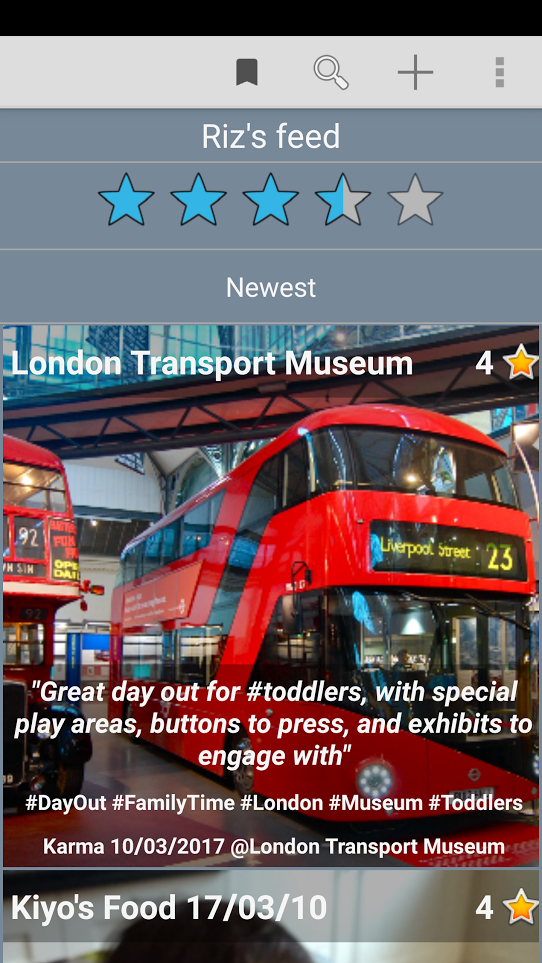 Riz's feed
Newest
London Transport Museum 4
92
OPEN
Liverpool Street 23
92
"Great day out for #toddlers, with special
play areas, buttons to press, and exhibits to
engage with"
#DayOut #FamilyTime #London #Museum #Toddlers
Karma 10/03/2017 @London Transport Museum
Kiyo's Food 17/03/10 4